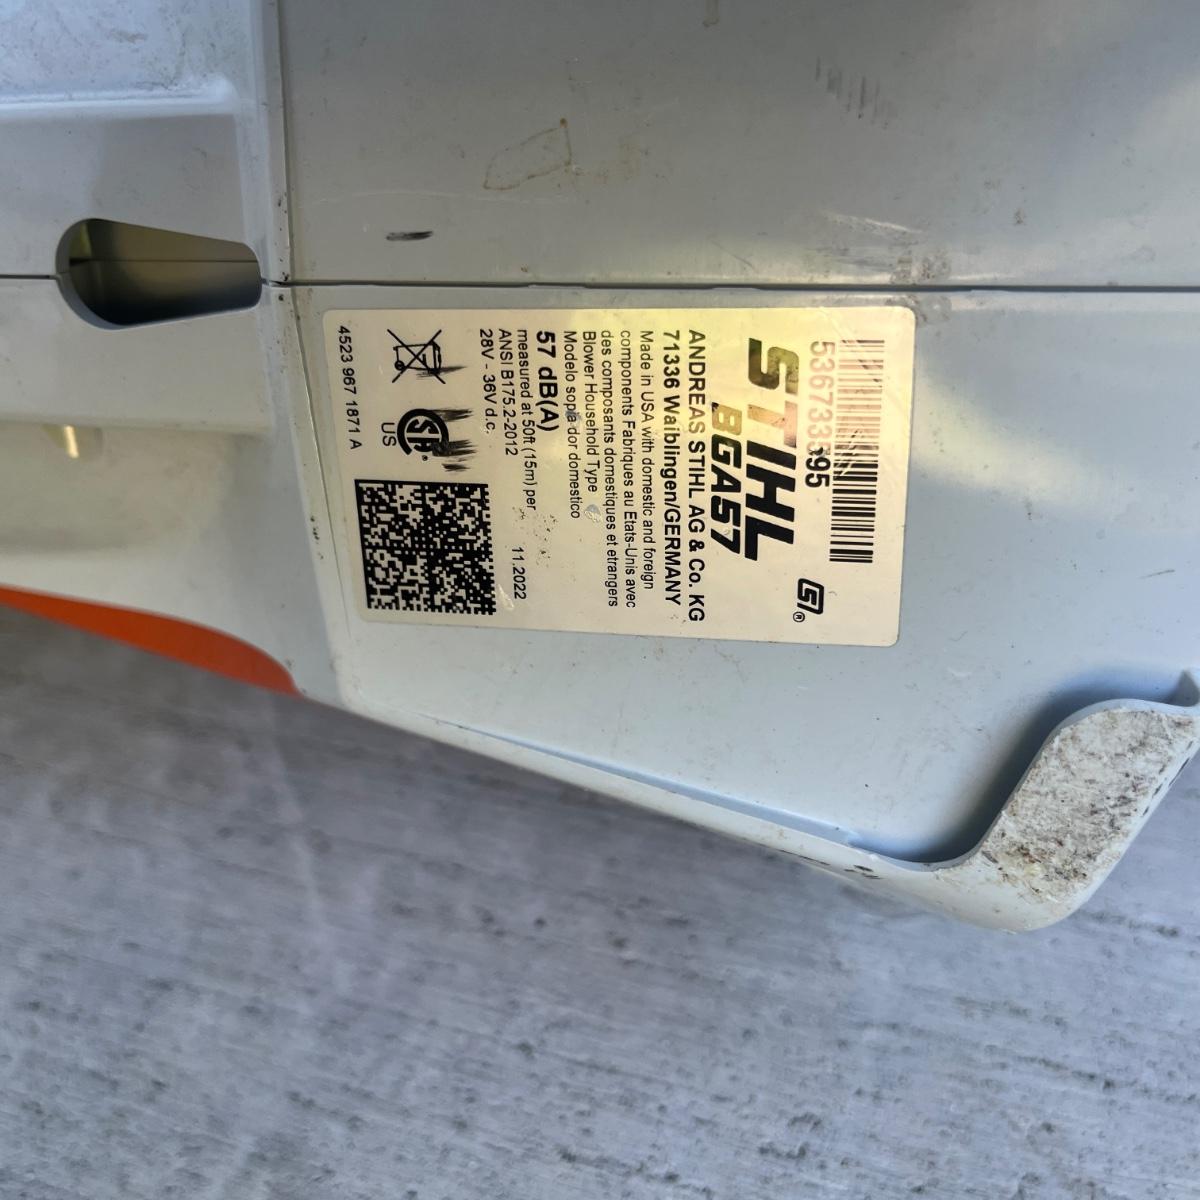 536733595
STIHL
BGA57
ANDREAS STIHL AG & Co. KG
71336 Waiblingen/GERMANY
Made in USA with domestic and foreign
components Fabriques au Etats-Unis avec
des composants domestiques et etrangers
Blower Household Type
Modelo sopla dor domestico
57 dB(A)
measured at 50ft (15m) per
ANSI B175.2-2012
11.2022
28V - 36V d.c.
US
4523 967 1871 A